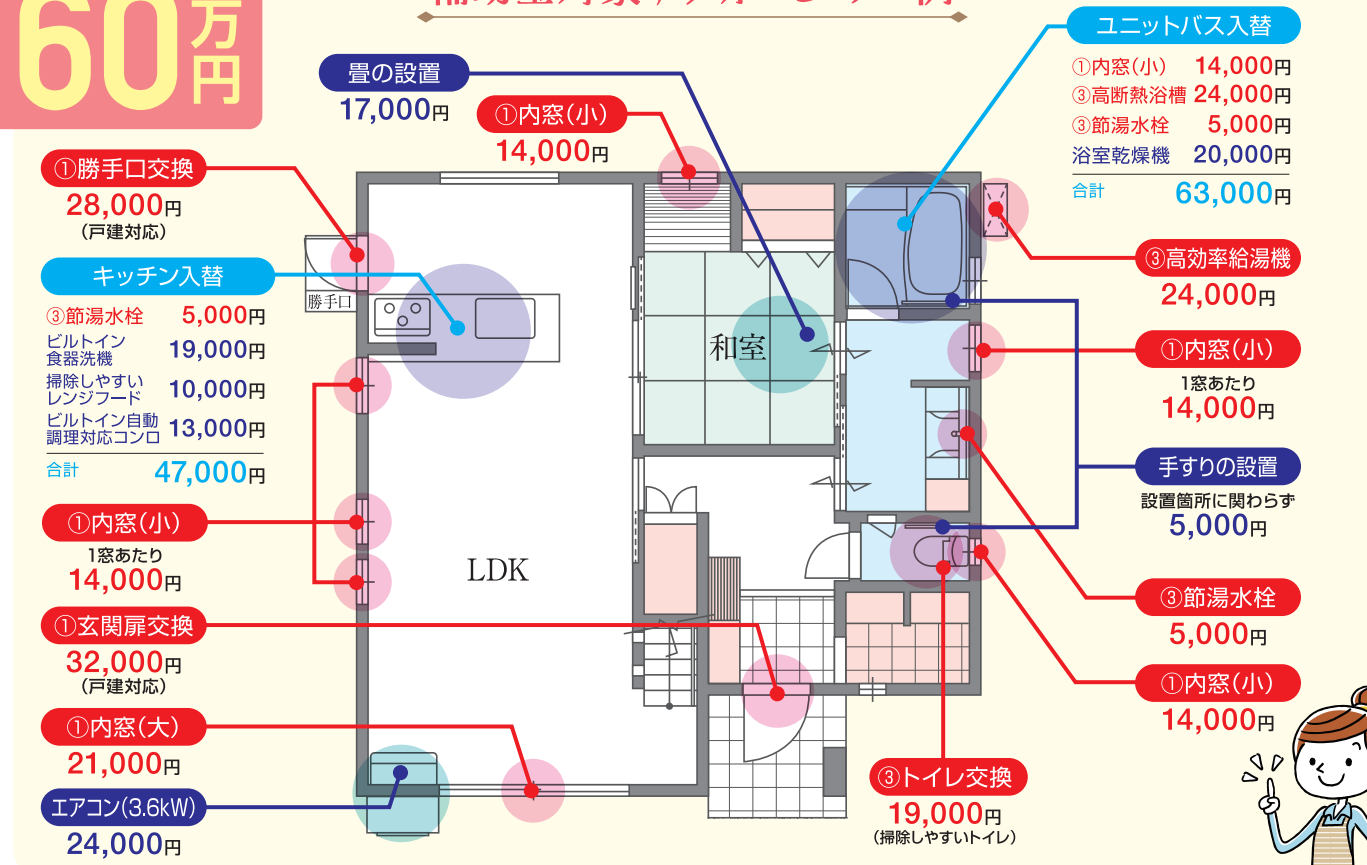 60万円
畳の設置
17,000円
①内窓(小)
14,000円
ユニットバス入替
①内窓(小) 14,000円
③高断熱浴槽 24,000円
③節湯水栓 5,000円
浴室乾燥機 20,000円
合計 63,000円
①勝手口交換
28,000円
(戸建対応)
勝手口
キッチン入替
③節湯水栓 5,000円
ビルトイン
食器洗機 19,000円
掃除しやすい
レンジフード 10,000円
ビルトイン自動
調理対応コンロ 13,000円
合計 47,000円
①内窓(小)
1窓あたり
14,000円
①玄関扉交換
32,000円
(戸建対応)
①内窓(大)
21,000円
エアコン(3.6kW)
24,000円
和室
LDK
③高効率給湯機
24,000円
①内窓(小)
1窓あたり
14,000円
手すりの設置
設置箇所に関わらず
5,000円
③節湯水栓
5,000円
①内窓(小)
14,000円
③トイレ交換
19,000円
(掃除しやすいトイレ)